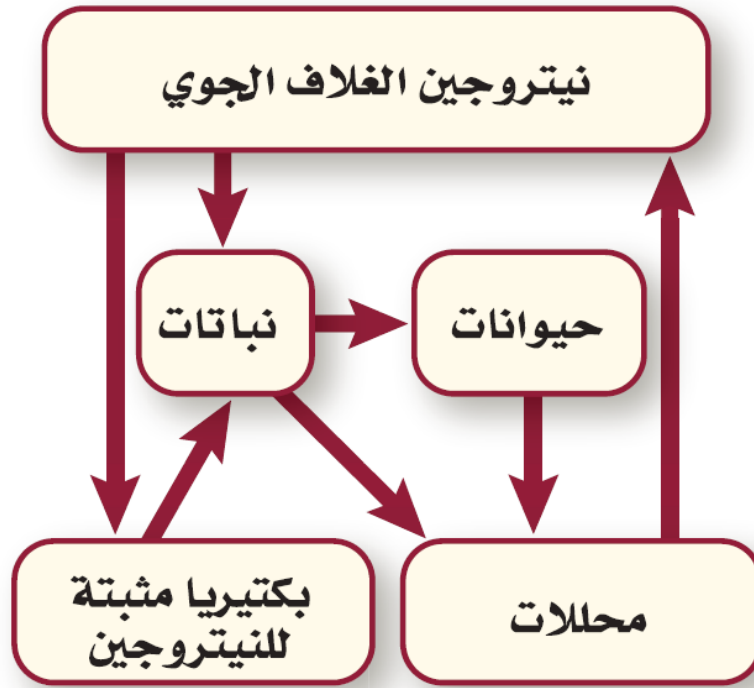 نيتروجين الغلاف الجوي
حيوانات
نباتات
محللات
بكتيريا مثبتة
للنيتروجين